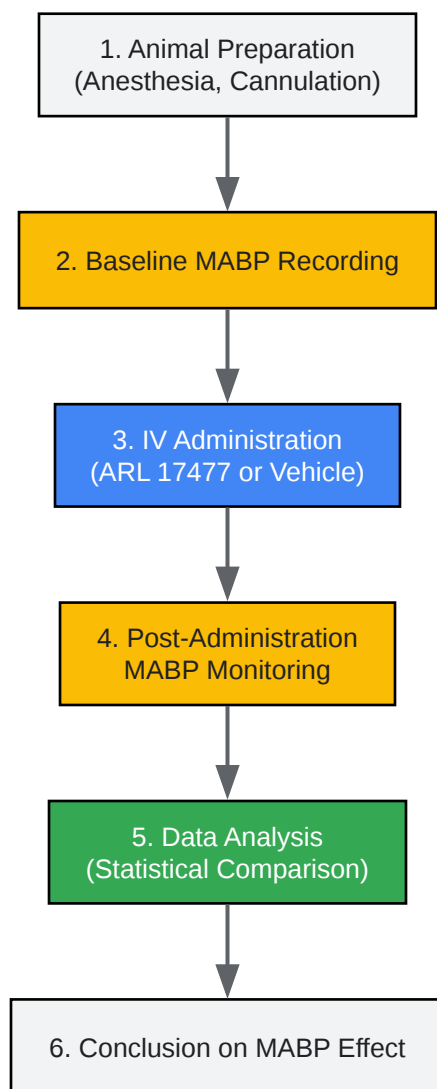 1. Animal Preparation
(Anesthesia, Cannulation)
2. Baseline MABP Recording
3. IV Administration
(ARL 17477 or Vehicle)
4. Post-Administration
MABP Monitoring
5. Data Analysis
(Statistical Comparison)
6. Conclusion on MABP Effect